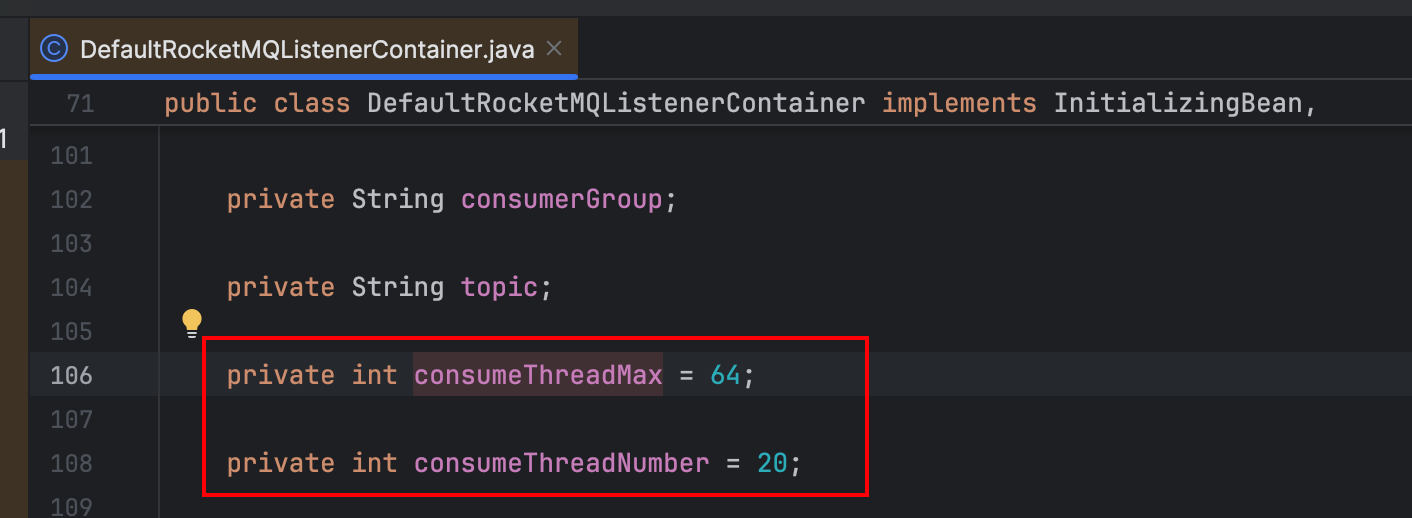 DefaultRocketMQListenerContainer.java
71 public class DefaultRocketMQListenerContainer implements InitializingBean,
101
102 private String consumerGroup;
103
104 private String topic;
105
106 private int consumeThreadMax = 64;
107
108 private int consumeThreadNumber = 20;
109